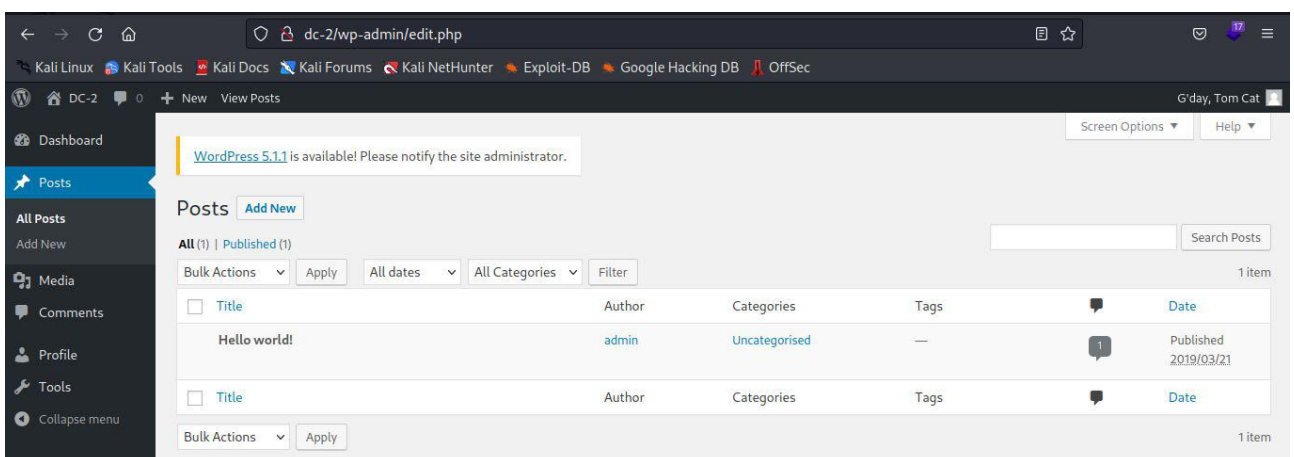 dc-2/wp-admin/edit.php
17
Kali Linux Kali Tools Kali Docs Kali Forums Kali NetHunter Exploit-DB Google Hacking DB OffSec
DC-2 0 New View Posts G'day, Tom Cat
Screen Options Help
Dashboard
WordPress 5.1.1 is available! Please notify the site administrator.
Posts
Posts Add New
All Posts
Add New
All (1) | Published (1)
Search Posts
Bulk Actions Apply All dates All Categories Filter 1 item
Media
Comments
Profile
Tools
Collapse menu
Title Author Categories Tags Date
Hello world! admin Uncategorised — 1 Published
2019/03/21
Title Author Categories Tags Date
Bulk Actions Apply 1 item